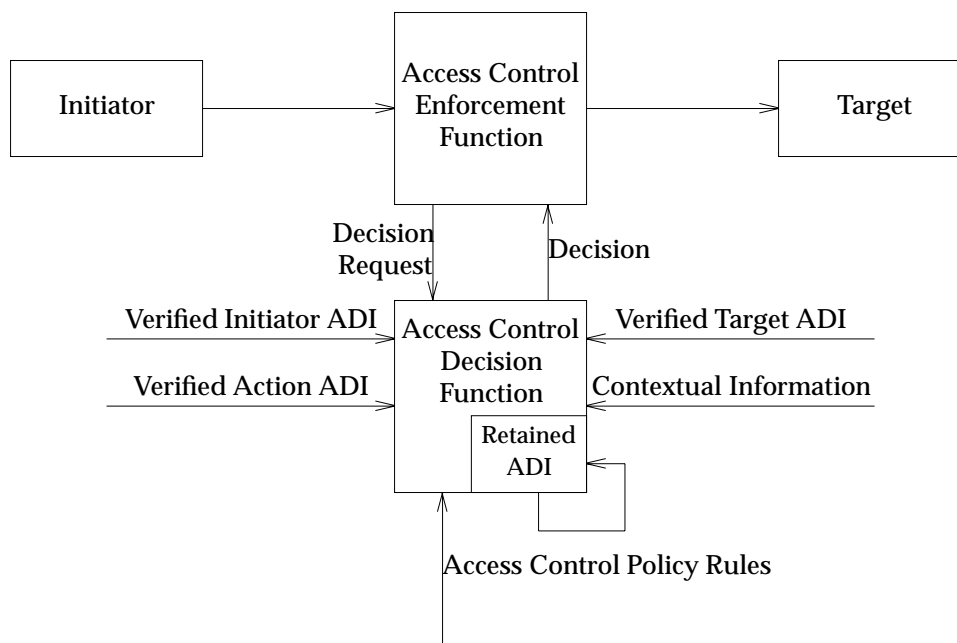 Initiator
Access Control
Enforcement
Function
Target
Decision
Request
Decision
Verified Initiator ADI
Access Control
Decision
Function
Verified Target ADI
Verified Action ADI
Contextual Information
Retained
ADI
Access Control Policy Rules